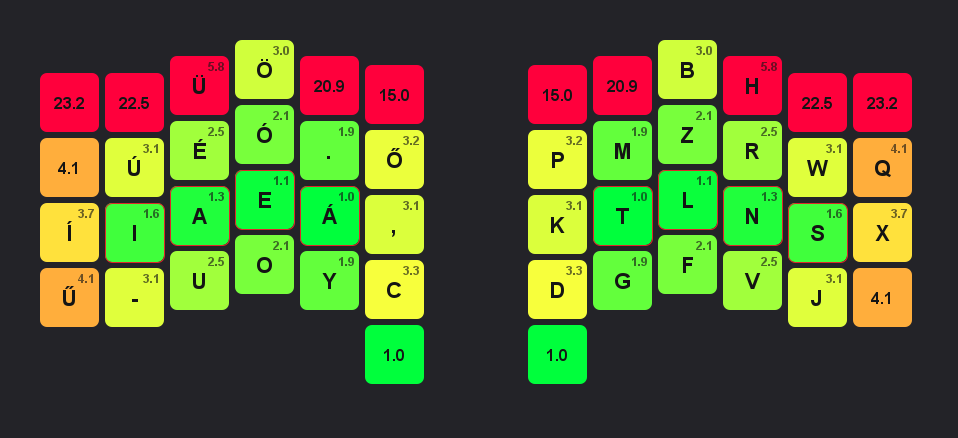 23.2 22.5 Ü 5.8 Ö 3.0 20.9 15.0 15.0 20.9 B 3.0 H 5.8 22.5 23.2
4.1 Ú 3.1 É 2.5 Ó 2.1 . 1.9 Ő 3.2 P 3.2 M 1.9 Z 2.1 R 2.5 W 3.1 Q 4.1
Í 3.7 I 1.6 A 1.3 E 1.1 Á 1.0 , 3.1 K 3.1 T 1.0 L 1.1 N 1.3 S 1.6 X 3.7
Ű 4.1 - 3.1 U 2.5 O 2.1 Y 1.9 C 3.3 D 3.3 G 1.9 F 2.1 V 2.5 J 3.1 4.1
1.0 1.0